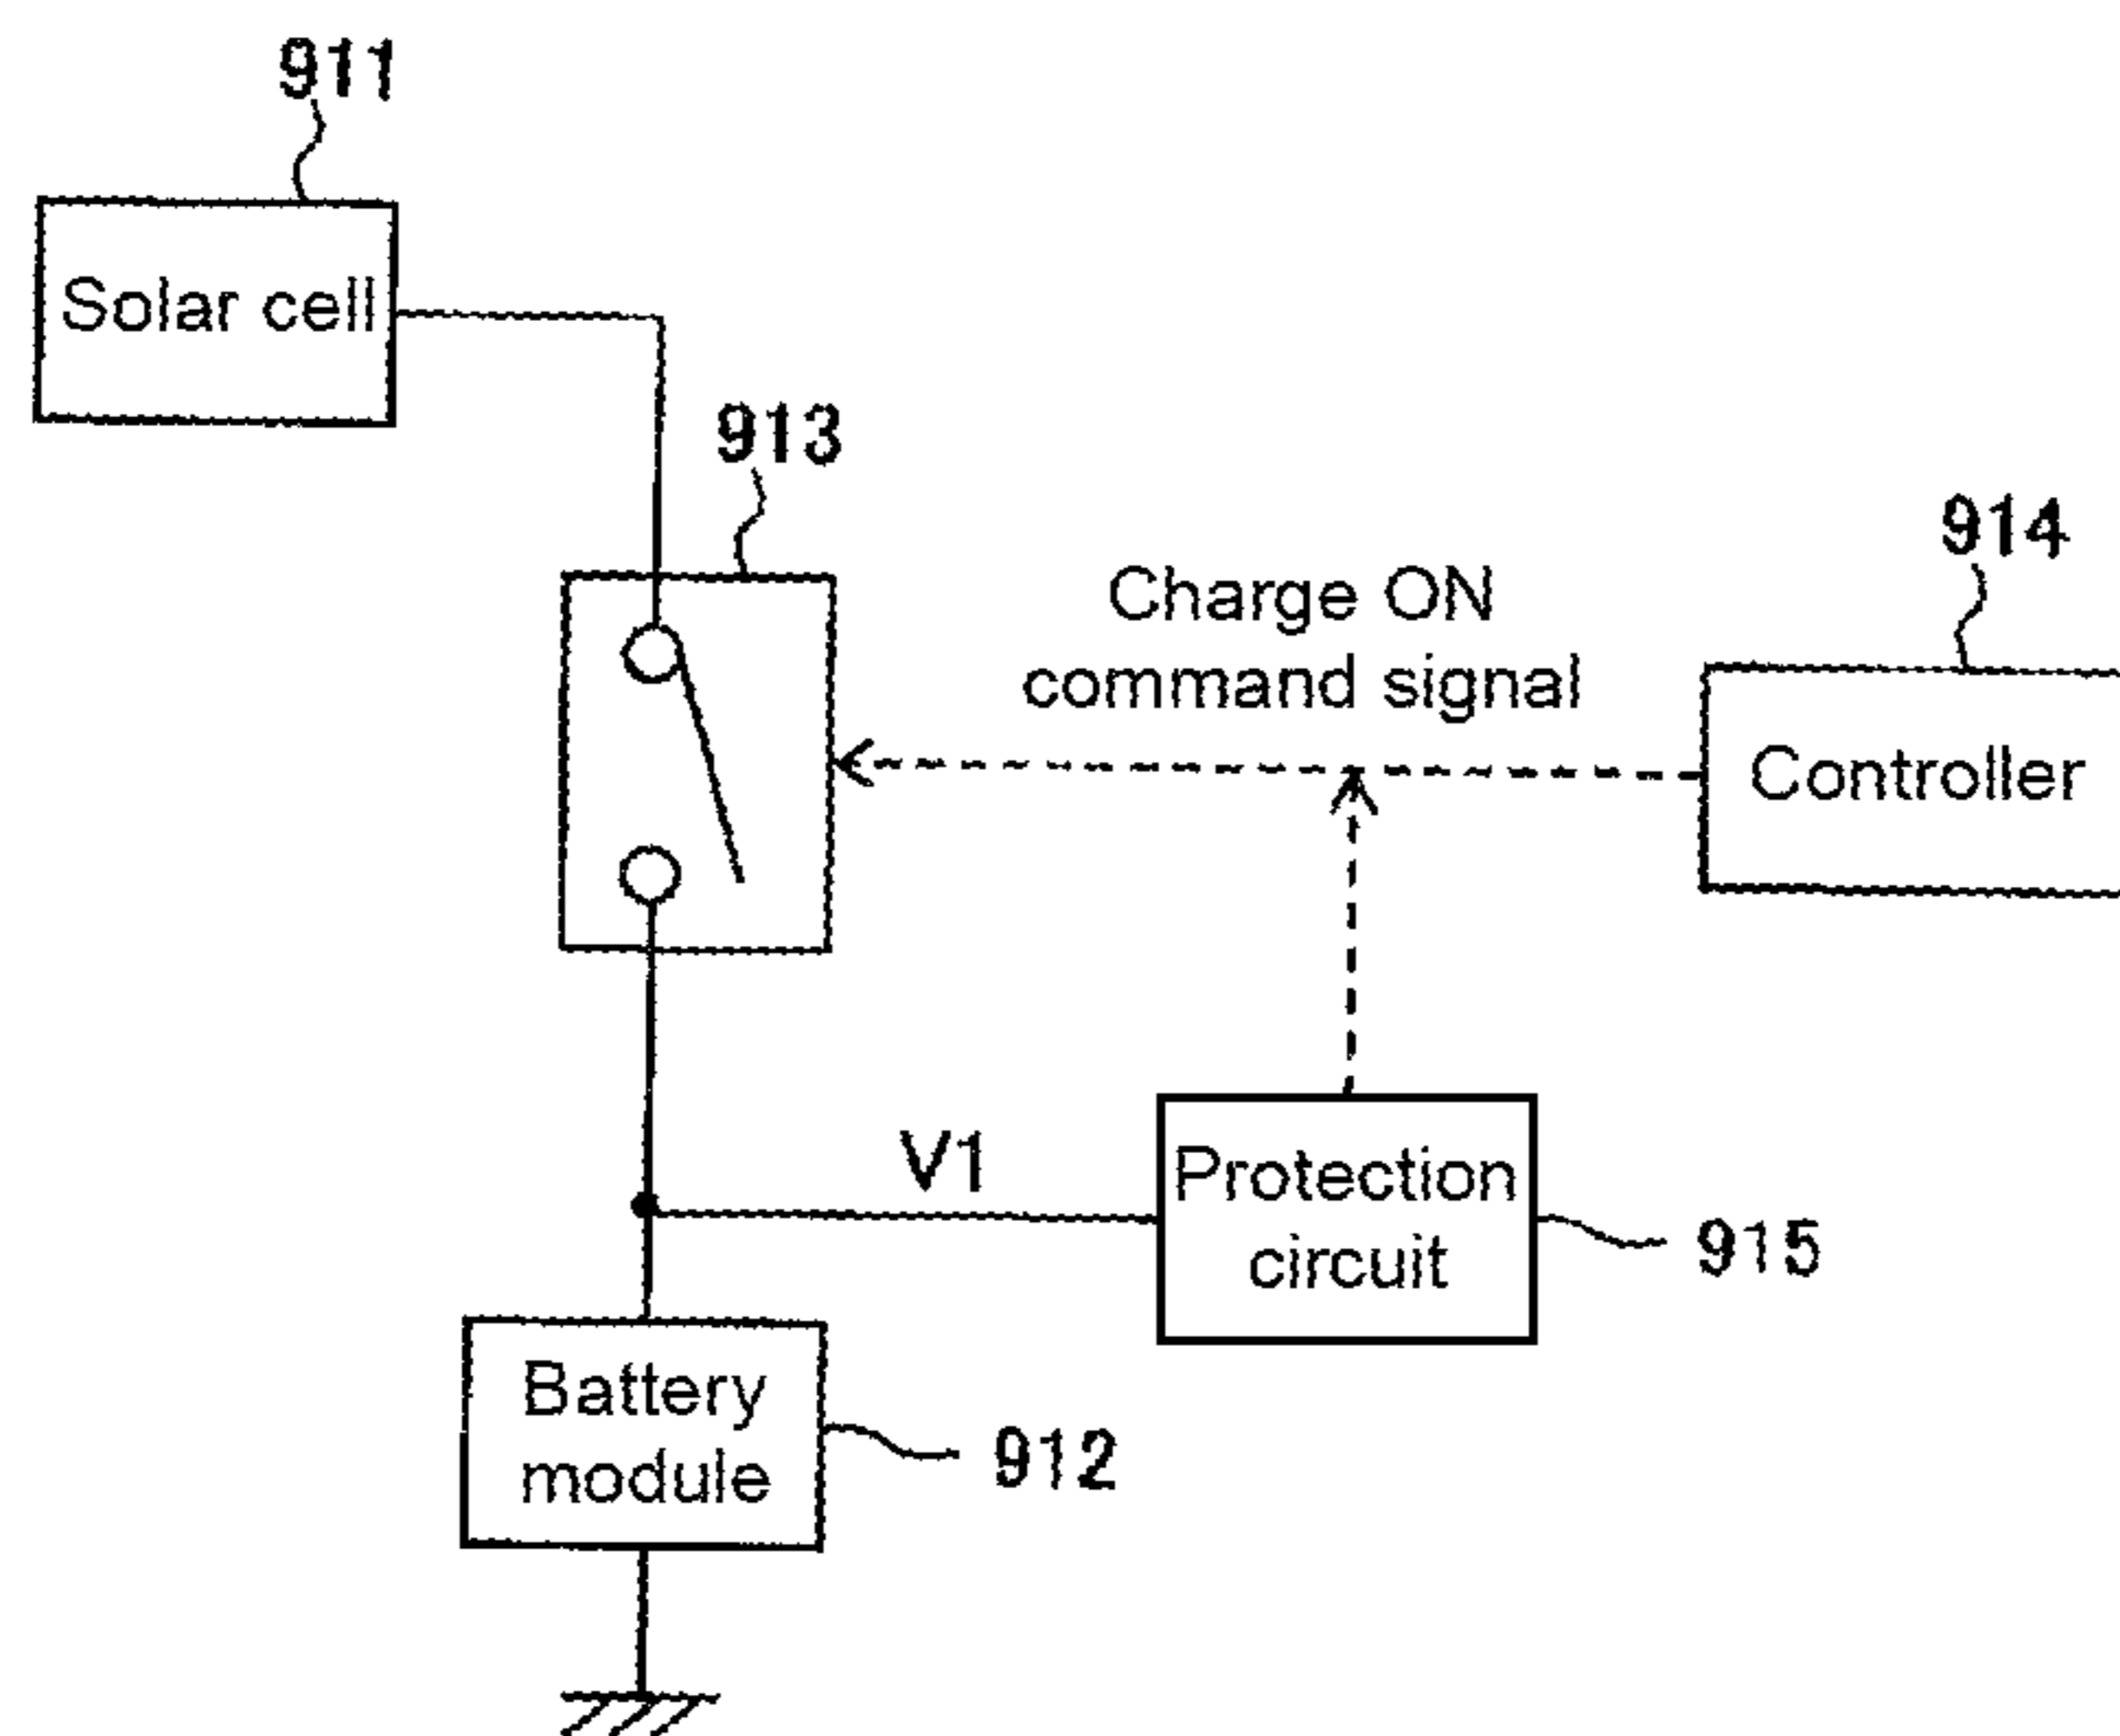 911
Solar cell
913
914
Charge ON
command signal
Controller
V1
Protection
circuit
915
Battery
module
912